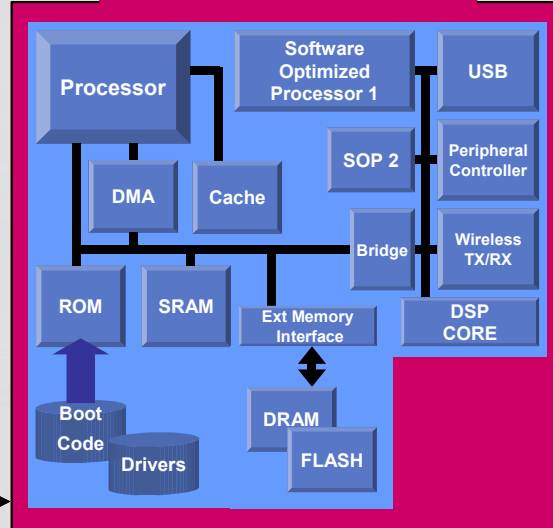 Processor
Software
Optimized
Processor 1
USB
SOP 2
Peripheral
Controller
DMA
Cache
Bridge
Wireless
TX/RX
ROM
SRAM
Ext Memory
Interface
DSP
CORE
Boot
Code
Drivers
DRAM
FLASH